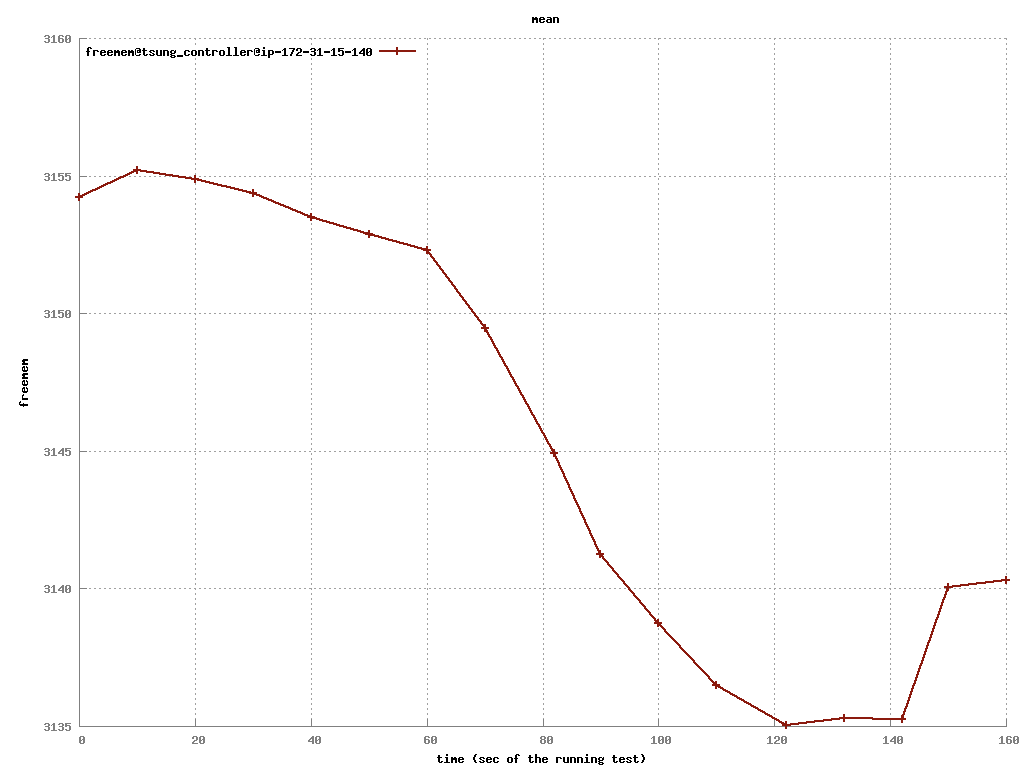 mean
3160
freemem@tsung_controller@ip-172-31-15-140
3155
3150
freemem
3145
3140
3135
0 20 40 60 80 100 120 140 160
time (sec of the running test)